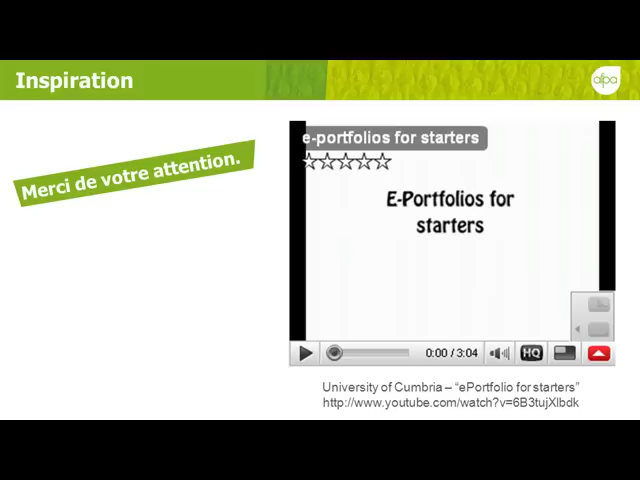 Inspiration
afpa
Merci de votre attention.
e-portfolios for starters
E-Portfolios for
starters
0:00 / 3:04
HQ
University of Cumbria – “ePortfolio for starters”
http://www.youtube.com/watch?v=6B3tujXlbdk